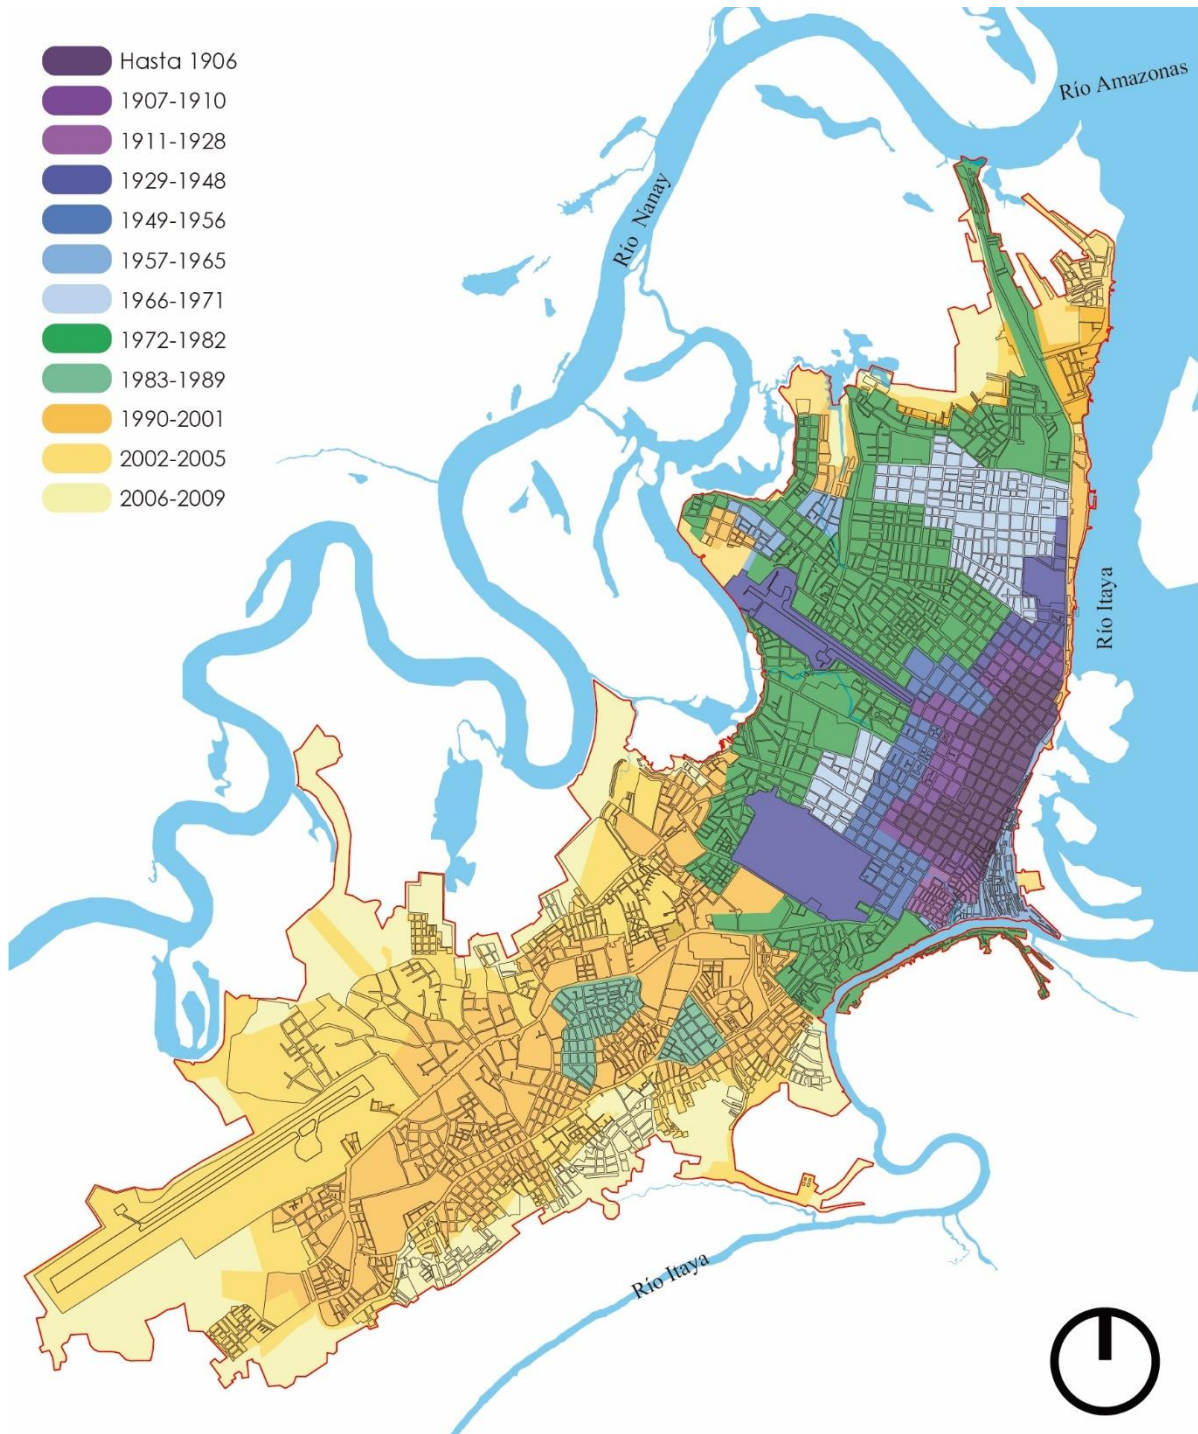 Hasta 1906
1907-1910
1911-1928
1929-1948
1949-1956
1957-1965
1966-1971
1972-1982
1983-1989
1990-2001
2002-2005
2006-2009
Río Amazonas
Río Nanay
Río Itaya
Río Itaya